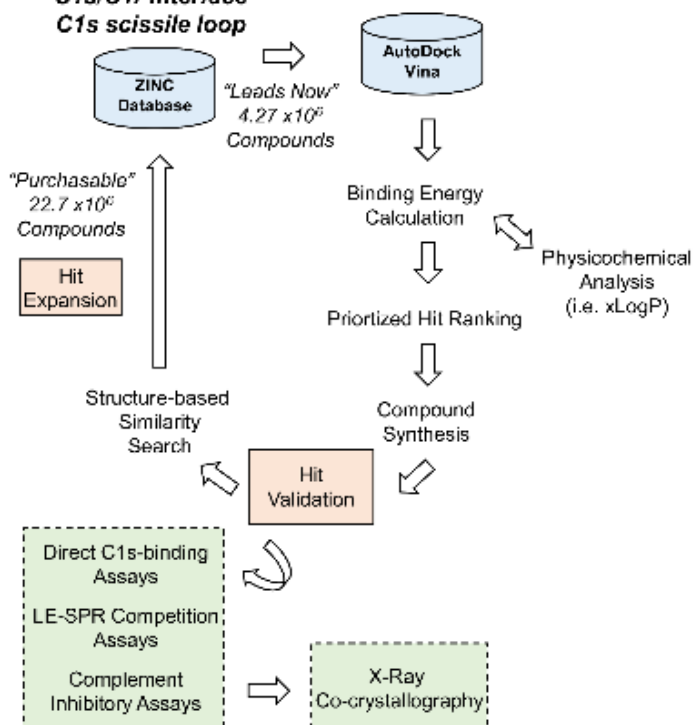 C1s scissile loop
ZINC
Database
"Leads Now"
4.27 x10⁶
Compounds
AutoDock
Vina
"Purchasable"
22.7 x10⁶
Compounds
Hit
Expansion
Binding Energy
Calculation
Physicochemical
Analysis
(i.e. xLogP)
Priortized Hit Ranking
Structure-based
Similarity
Search
Compound
Synthesis
Hit
Validation
Direct C1s-binding
Assays
LE-SPR Competition
Assays
Complement
Inhibitory Assays
X-Ray
Co-crystallography